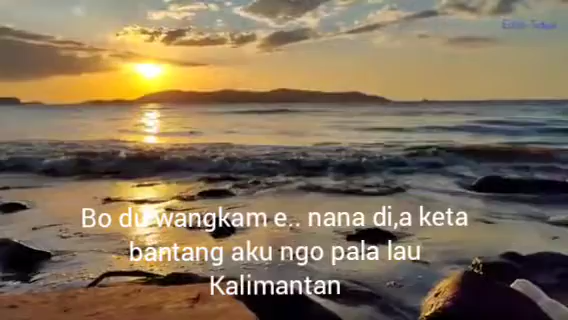 Bo du wangkam e.. nana di,a keta
bantang aku ngo pala lau
Kalimantan